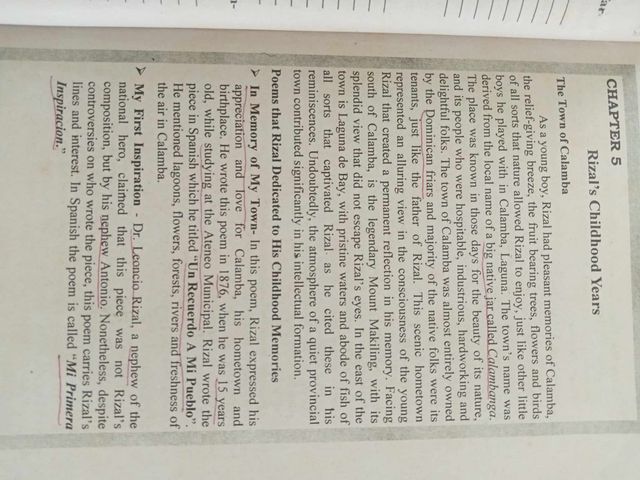 CHAPTER 5
Rizal's Childhood Years
The Town of Calamba
As a young boy, Rizal had pleasant memories of Calamba,
the relief-giving breeze, the fruit bearing trees, flowers and birds
of all sorts that nature allowed Rizal to enjoy, just like other little
boys he played with in Calamba, Laguna. The town's name was
derived from the local name of a big native jar called Calambanga.
The place was known in those days for the beauty of its nature,
and its people who were hospitable, industrious, hardworking and
delightful folks. The town of Calamba was almost entirely owned
by the Dominican friars and majority of the native folks were its
tenants, just like the father of Rizal. This scenic hometown
represented an alluring view in the consciousness of the young
Rizal that created a permanent reflection in his memory. Facing
south of Calamba, is the legendary Mount Makiling, with its
splendid view that did not escape Rizal's eyes. In the east of the
town is Laguna de Bay, with pristine waters and abode of fish of
all sorts that captivated Rizal as he cited these in his
reminiscences. Undoubtedly, the atmosphere of a quiet provincial
town contributed significantly in his intellectual formation.
Poems that Rizal Dedicated to His Childhood Memories
➤ In Memory of My Town- In this poem, Rizal expressed his
appreciation and love for Calamba, his hometown and
birthplace. He wrote this poem in 1876, when he was 15 years
old, while studying at the Ateneo Municipal. Rizal wrote the
piece in Spanish which he titled "Un Recuerdo A Mi Pueblo".
He mentioned lagoons, flowers, forests, rivers and freshness of
the air in Calamba.
➤ My First Inspiration - Dr. Leoncio Rizal, a nephew of the
national hero, claimed that this piece was not Rizal's
composition, but by his nephew Antonio. Nonetheless, despite
controversies on who wrote the piece, this poem carries Rizal's
lines and interest. In Spanish the poem is called "Mi Primera
Inspiracion."